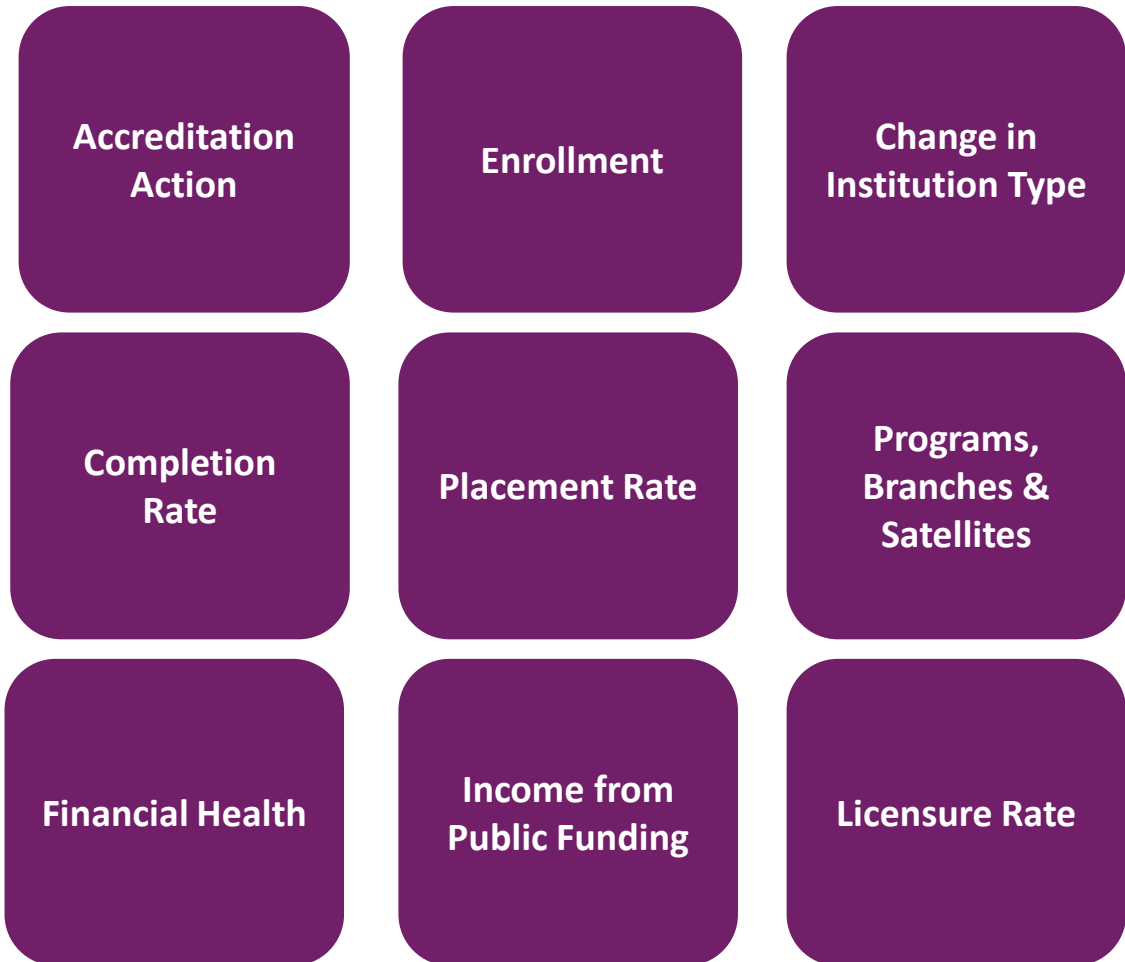 Accreditation
Action
Enrollment
Change in
Institution Type
Completion
Rate
Placement Rate
Programs,
Branches &
Satellites
Financial Health
Income from
Public Funding
Licensure Rate